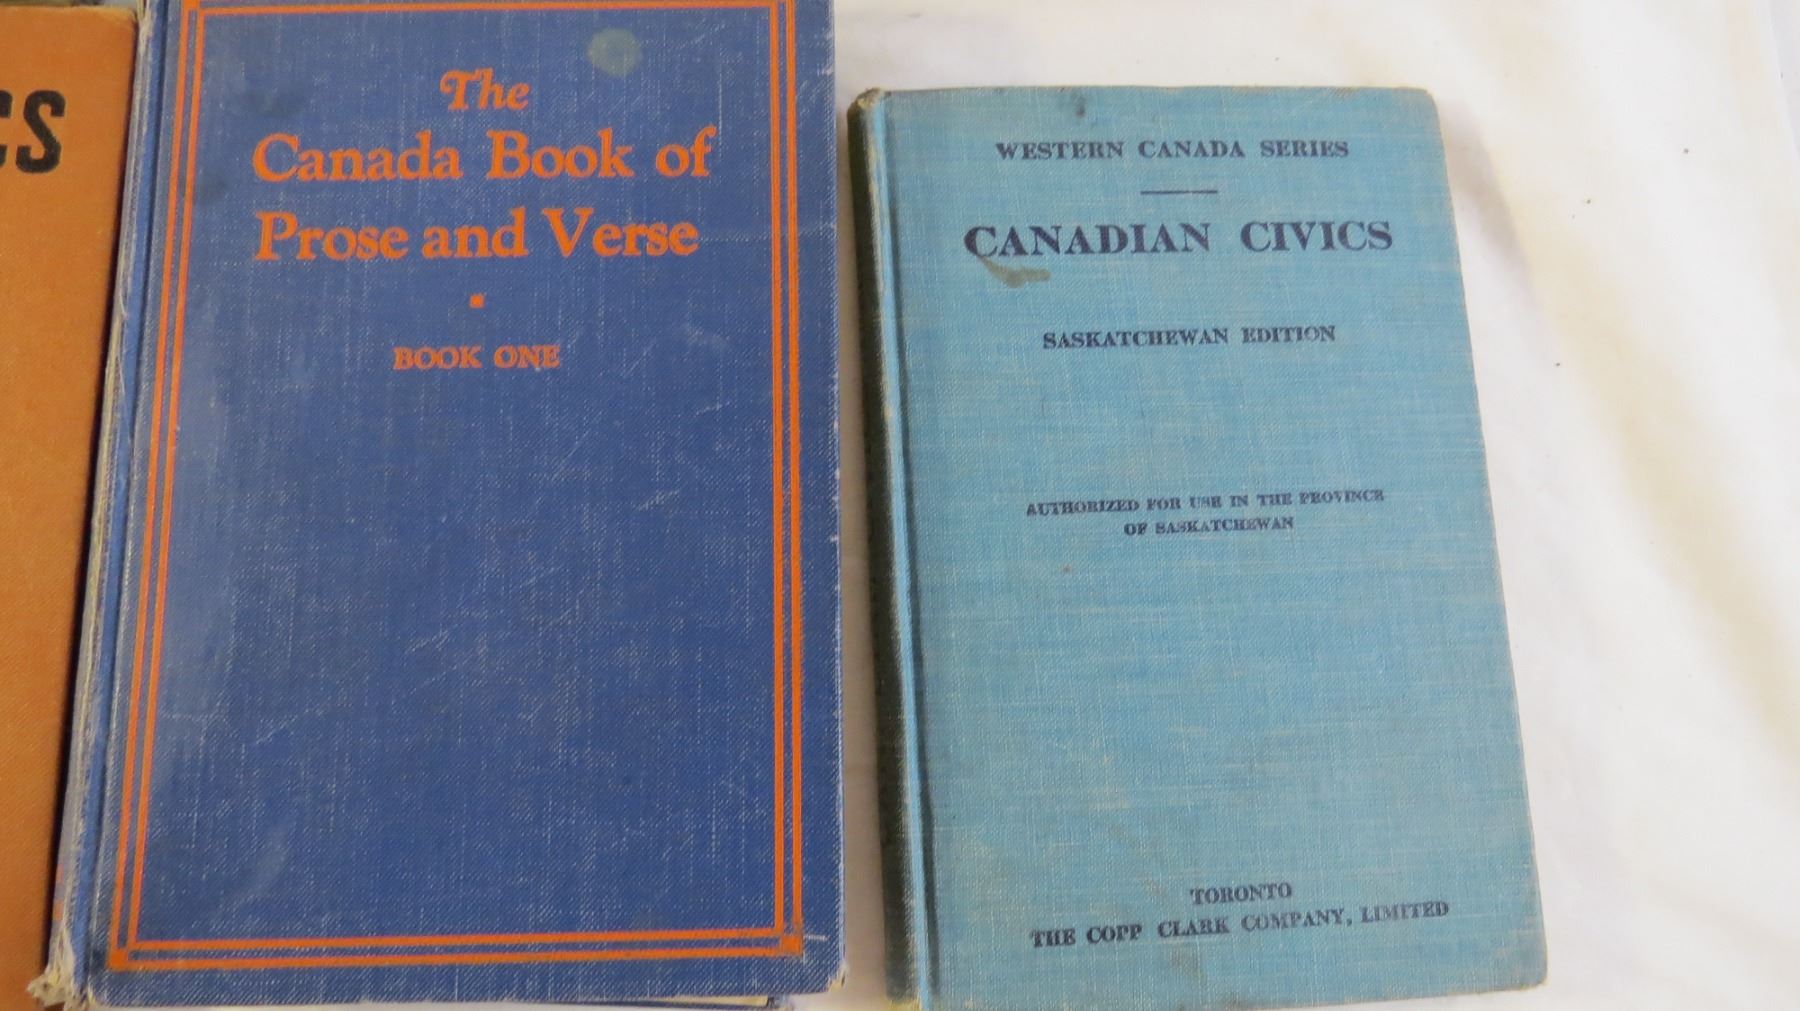 The
Canada Book of
Prose and Verse
BOOK ONE
WESTERN CANADA SERIES
CANADIAN CIVICS
SASKATCHEWAN EDITION
AUTHORIZED FOR USE IN THE PROVINCE
OF SASKATCHEWAN
TORONTO
THE COPP CLARK COMPANY, LIMITED